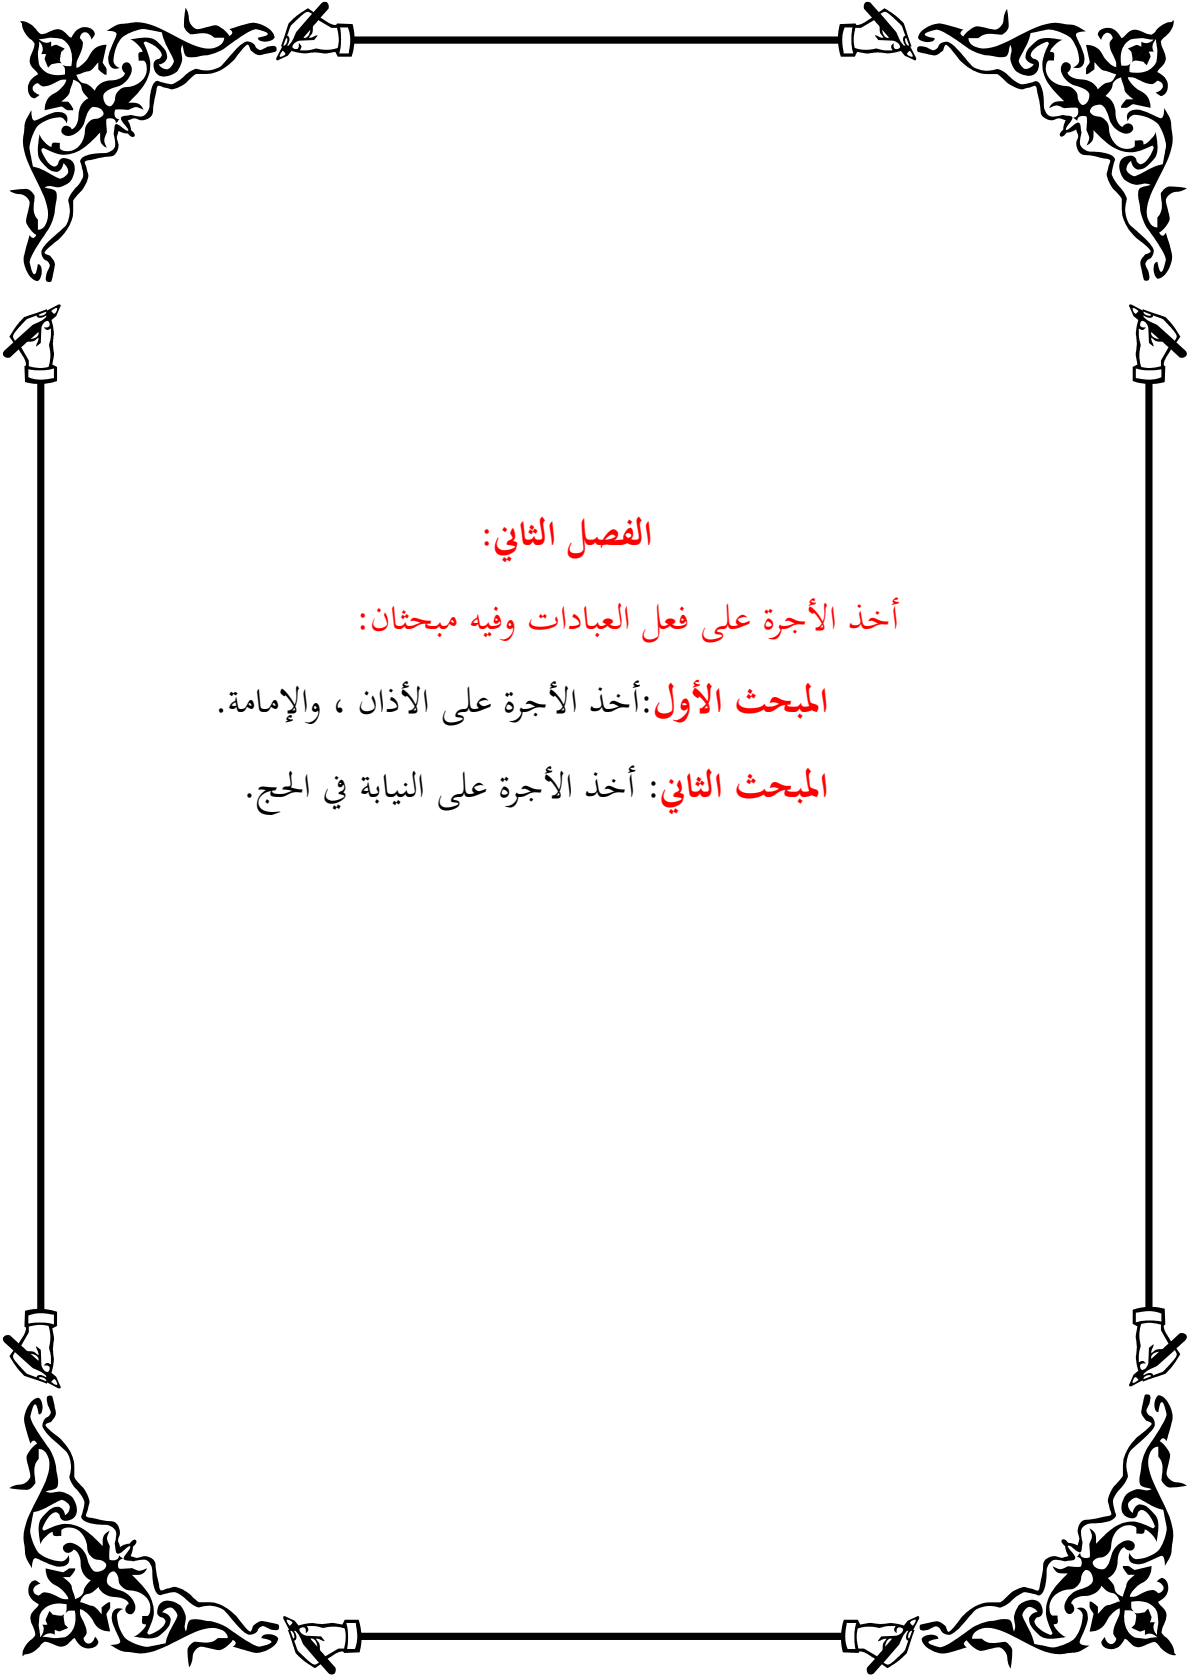 الفصل الثاني:
أخذ الأجرة على فعل العبادات وفيه مبحثان:
المبحث الأول:أخذ الأجرة على الأذان ، والإمامة.
المبحث الثاني: أخذ الأجرة على النيابة في الحج.